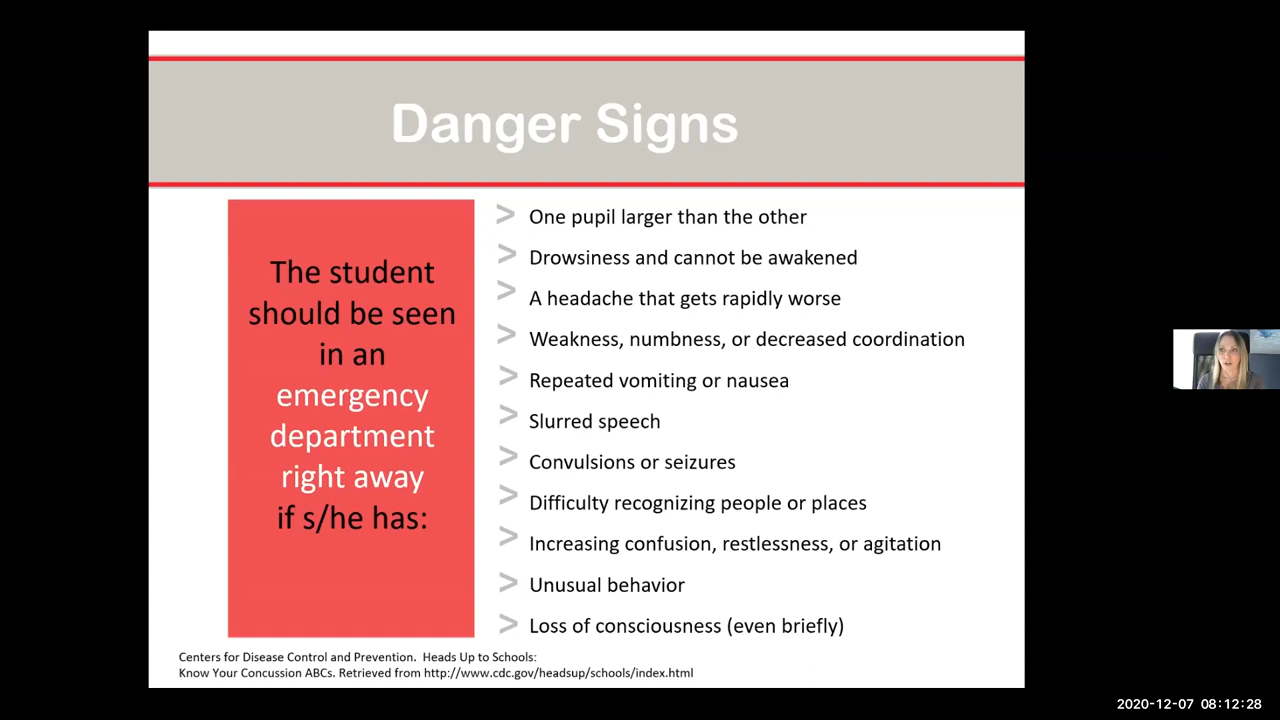 Danger Signs
The student
should be seen
in an
emergency
department
right away
if s/he has:
> One pupil larger than the other
> Drowsiness and cannot be awakened
> A headache that gets rapidly worse
> Weakness, numbness, or decreased coordination
> Repeated vomiting or nausea
> Slurred speech
> Convulsions or seizures
> Difficulty recognizing people or places
> Increasing confusion, restlessness, or agitation
> Unusual behavior
> Loss of consciousness (even briefly)
Centers for Disease Control and Prevention. Heads Up to Schools:
Know Your Concussion ABCs. Retrieved from http://www.cdc.gov/headsup/schools/index.html
2020-12-07 08:12:28